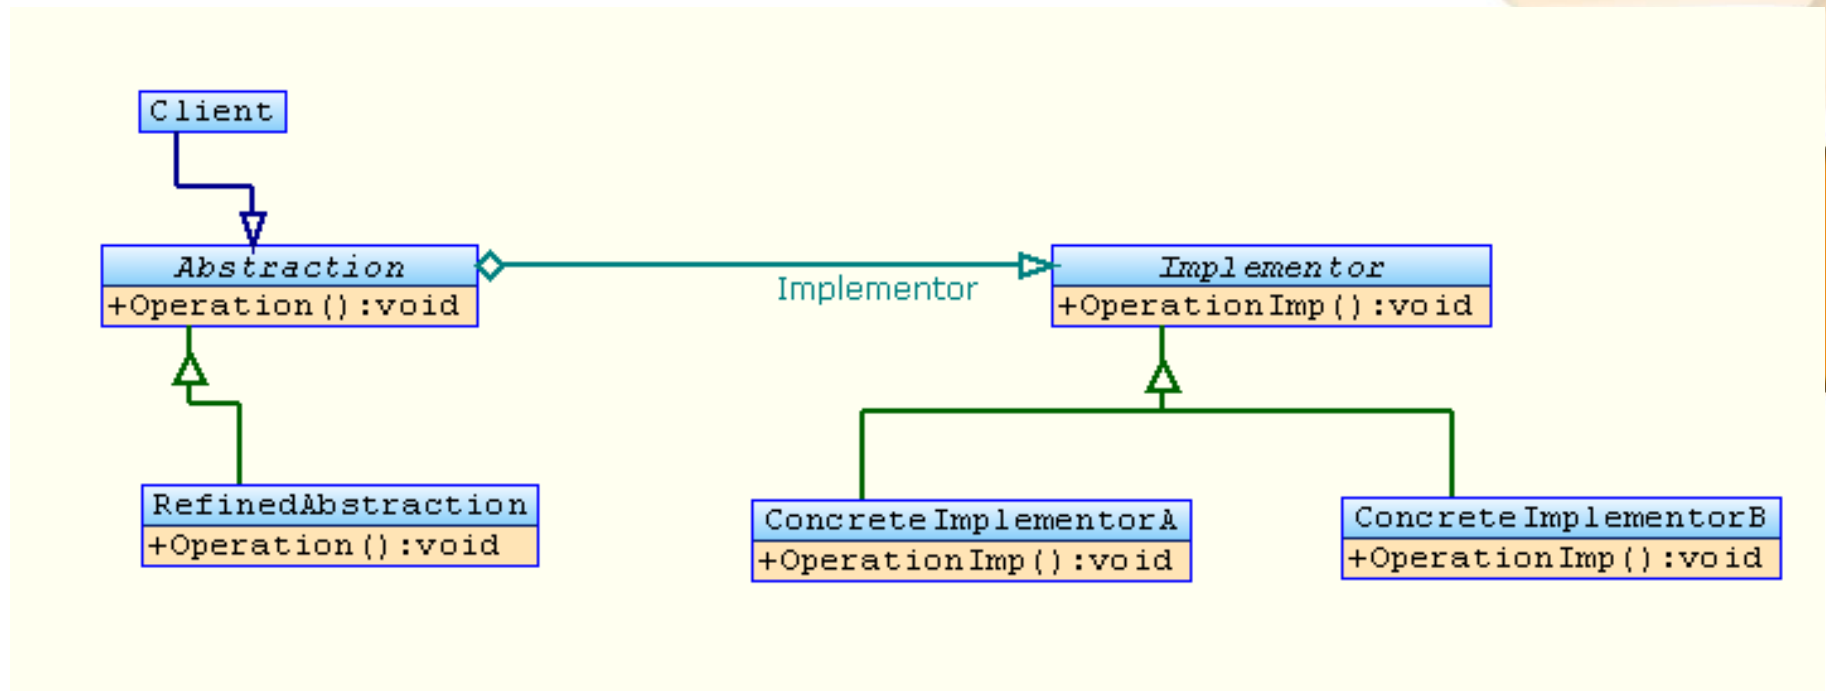 Client
Abstraction
+Operation():void
Implementor
Implementor
+OperationImp():void
RefinedAbstraction
+Operation():void
ConcreteImplementorA
+OperationImp():void
ConcreteImplementorB
+OperationImp():void